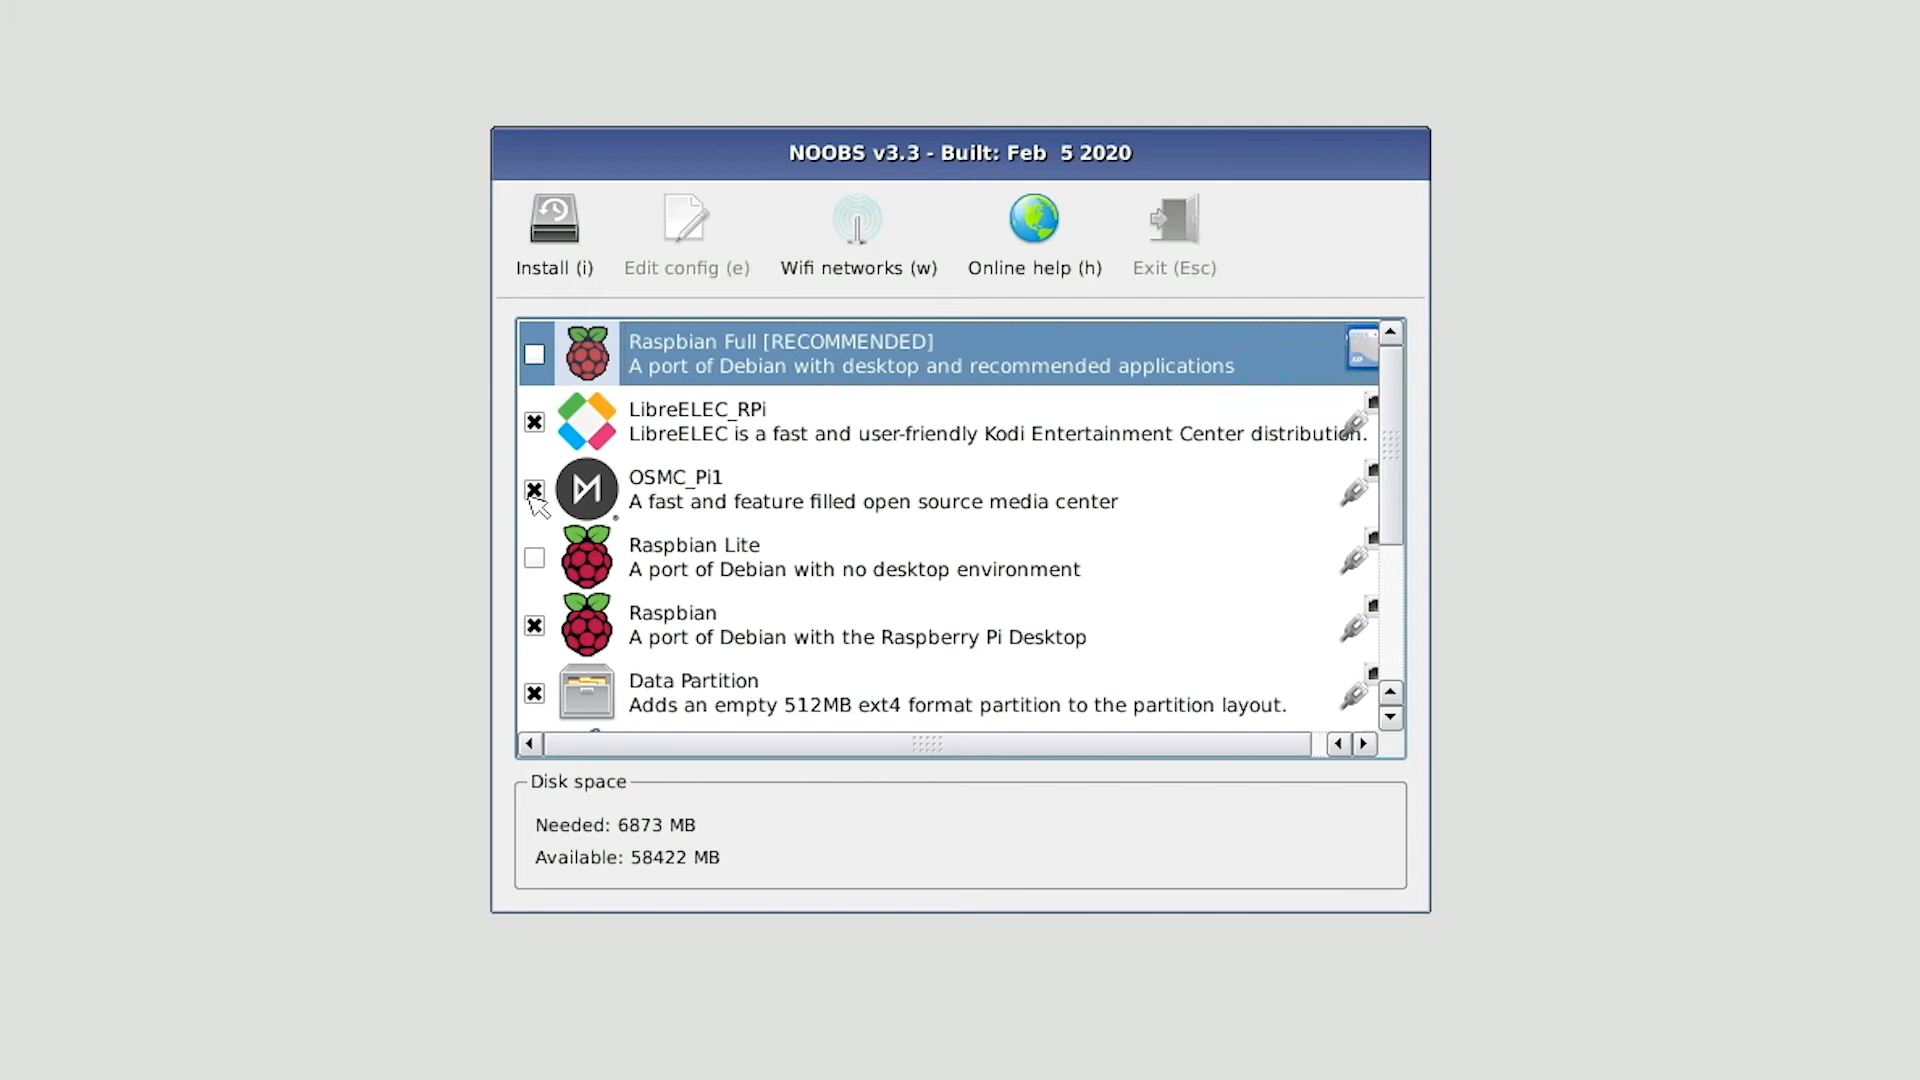 NOOBS v3.3 - Built: Feb  5 2020
Install (i)
Edit config (e)
Wifi networks (w)
Online help (h)
Exit (Esc)
Raspbian Full [RECOMMENDED]
A port of Debian with desktop and recommended applications
LibreELEC_RPi
LibreELEC is a fast and user-friendly Kodi Entertainment Center distribution.
OSMC_Pi1
A fast and feature filled open source media center
Raspbian Lite
A port of Debian with no desktop environment
Raspbian
A port of Debian with the Raspberry Pi Desktop
Data Partition
Adds an empty 512MB ext4 format partition to the partition layout.
Disk space
Needed: 6873 MB
Available: 58422 MB